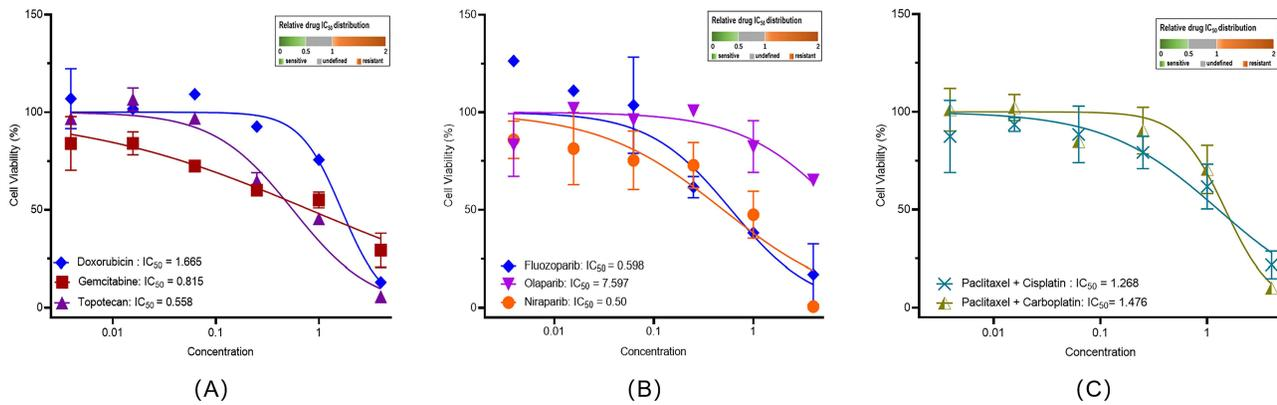 Relative drug IC50 distribution
0 0.5 1 2
sensitive undefined resistant
Cell Viability (%)
150
100
50
0
Doxorubicin : IC50 = 1.665
Gemcitabine: IC50 = 0.815
Topotecan: IC50 = 0.558
0.01 0.1 1
Concentration
(A)
Relative drug IC50 distribution
0 0.5 1 2
sensitive undefined resistant
Cell Viability (%)
150
100
50
0
Fluozoparib: IC50 = 0.598
Olaparib: IC50 = 7.597
Niraparib: IC50 = 0.50
0.01 0.1 1
Concentration
(B)
Relative drug IC50 distribution
0 0.5 1 2
sensitive undefined resistant
Cell Viability (%)
150
100
50
0
Paclitaxel + Cisplatin : IC50 = 1.268
Paclitaxel + Carboplatin : IC50= 1.476
0.01 0.1 1
Concentration
(C)